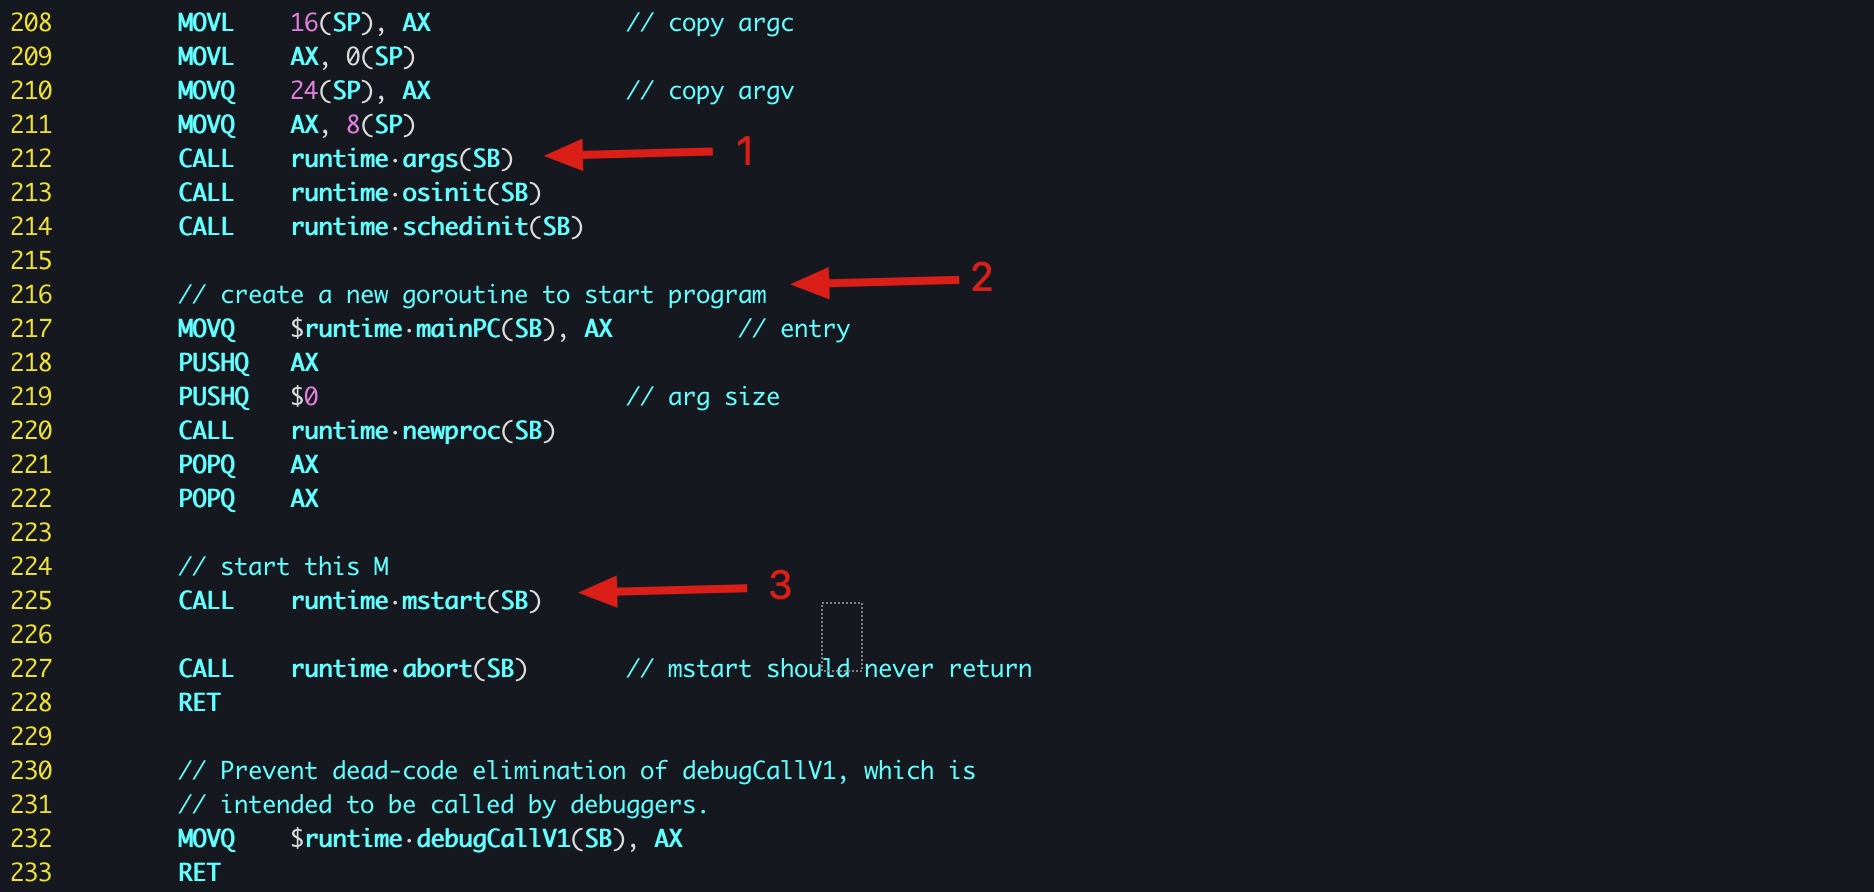 208 MOVL 16(SP), AX // copy argc
209 MOVL AX, 0(SP)
210 MOVQ 24(SP), AX // copy argv
211 MOVQ AX, 8(SP)
212 CALL runtime·args(SB) 1
213 CALL runtime·osinit(SB)
214 CALL runtime·schedinit(SB)
215
216 // create a new goroutine to start program 2
217 MOVQ $runtime·mainPC(SB), AX // entry
218 PUSHQ AX
219 PUSHQ $0 // arg size
220 CALL runtime·newproc(SB)
221 POPQ AX
222 POPQ AX
223
224 // start this M
225 CALL runtime·mstart(SB) 3
226
227 CALL runtime·abort(SB) // mstart should never return
228 RET
229
230 // Prevent dead-code elimination of debugCallV1, which is
231 // intended to be called by debuggers.
232 MOVQ $runtime·debugCallV1(SB), AX
233 RET